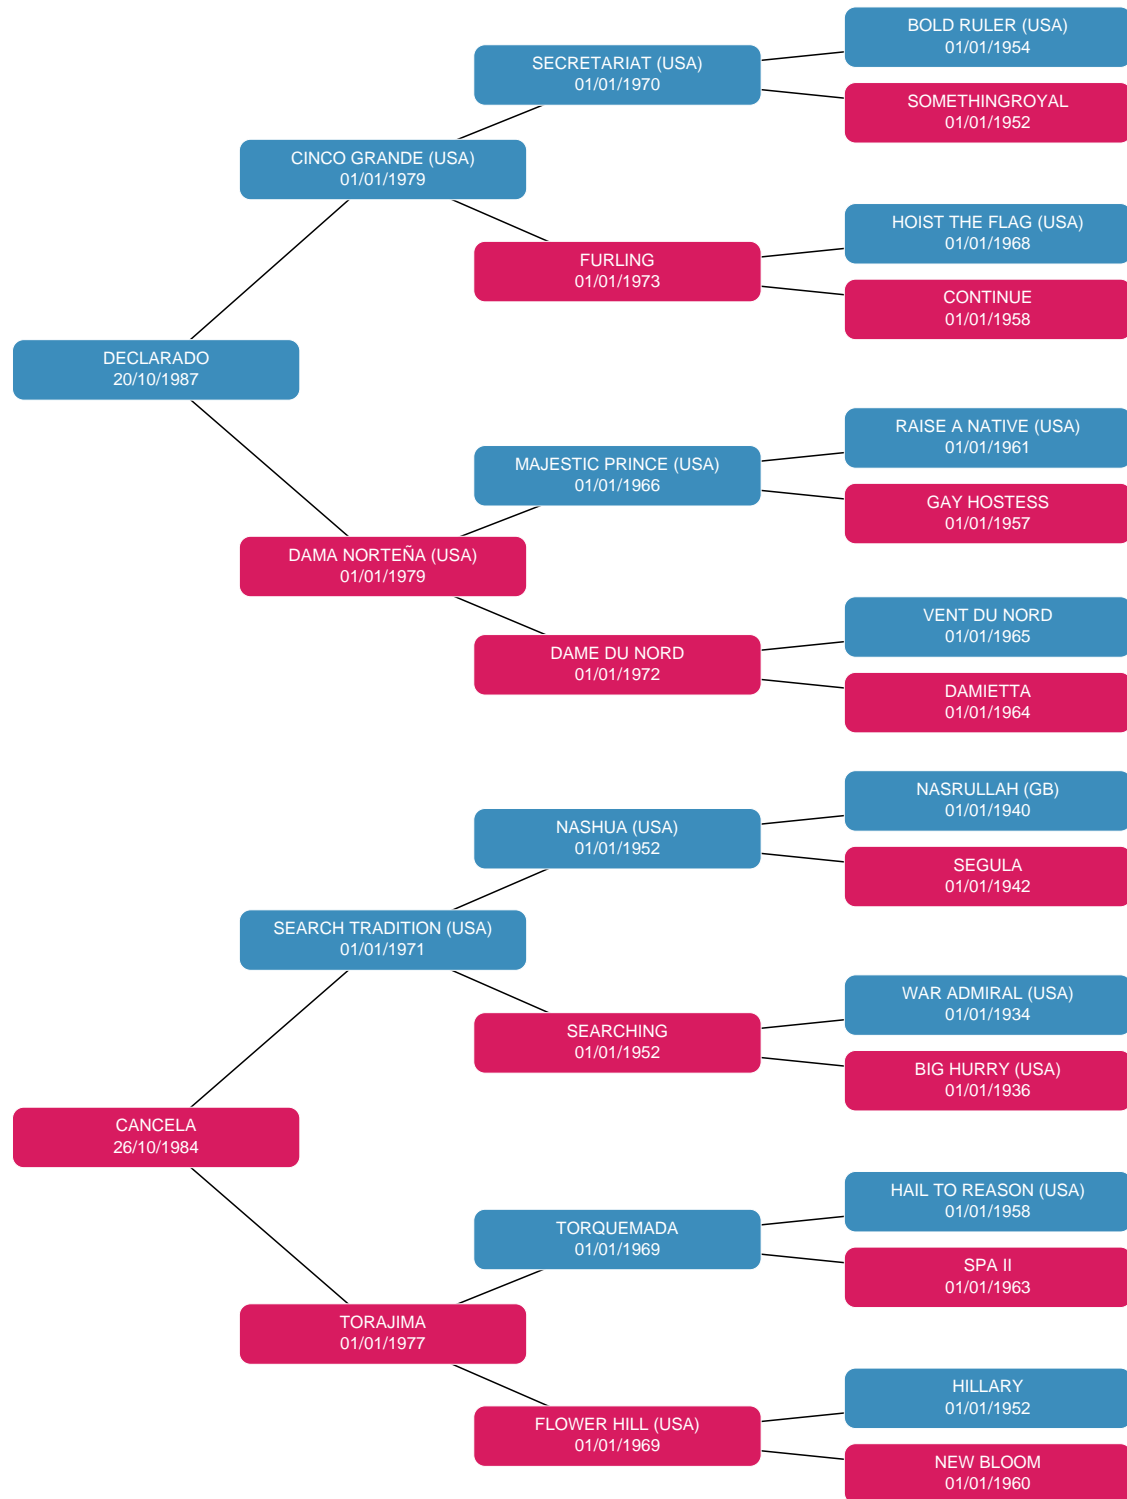 BOLD RULER (USA)
01/01/1954
SECRETARIAT (USA)
01/01/1970
SOMETHINGROYAL
01/01/1952
CINCO GRANDE (USA)
01/01/1979
HOIST THE FLAG (USA)
01/01/1968
FURLING
01/01/1973
CONTINUE
01/01/1958
DECLARADO
20/10/1987
RAISE A NATIVE (USA)
01/01/1961
MAJESTIC PRINCE (USA)
01/01/1966
GAY HOSTESS
01/01/1957
DAMA NORTEÑA (USA)
01/01/1979
VENT DU NORD
01/01/1965
DAME DU NORD
01/01/1972
DAMIETTA
01/01/1964
NASRULLAH (GB)
01/01/1940
NASHUA (USA)
01/01/1952
SEGULA
01/01/1942
SEARCH TRADITION (USA)
01/01/1971
WAR ADMIRAL (USA)
01/01/1934
SEARCHING
01/01/1952
BIG HURRY (USA)
01/01/1936
CANCELA
26/10/1984
HAIL TO REASON (USA)
01/01/1958
TORQUEMADA
01/01/1969
SPA II
01/01/1963
TORAJIMA
01/01/1977
HILLARY
01/01/1952
FLOWER HILL (USA)
01/01/1969
NEW BLOOM
01/01/1960